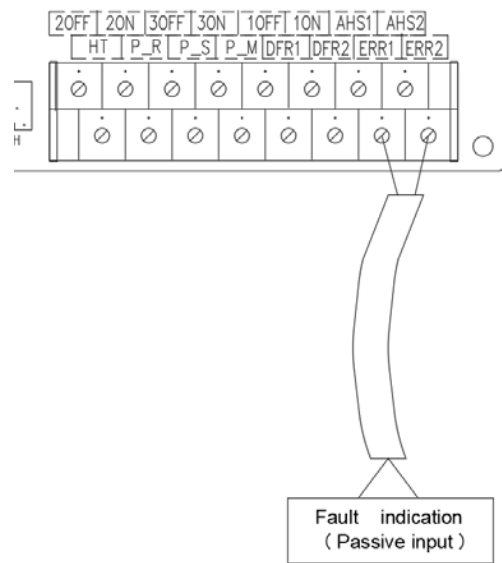 2OFF 2ON 3OFF 3ON 1OFF 1ON AHS1 AHS2
HT P_R P_S P_M DFR1 DFR2 ERR1 ERR2
H
Fault indication
( Passive input )